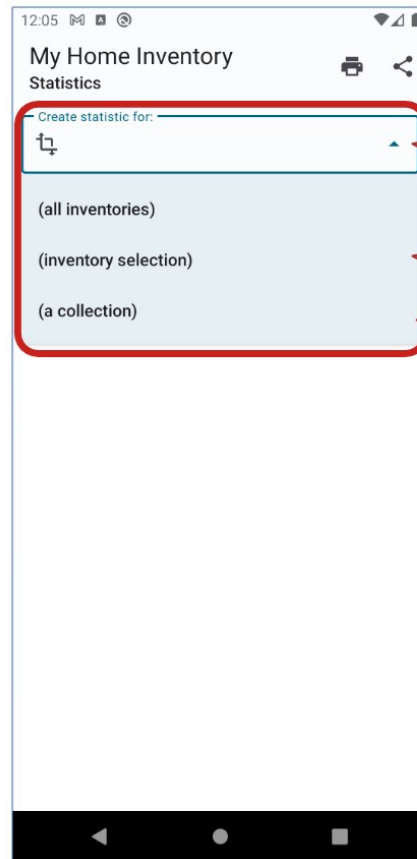 12:05
My Home Inventory
Statistics
Create statistic for:
(all inventories)
(inventory selection)
(a collection)